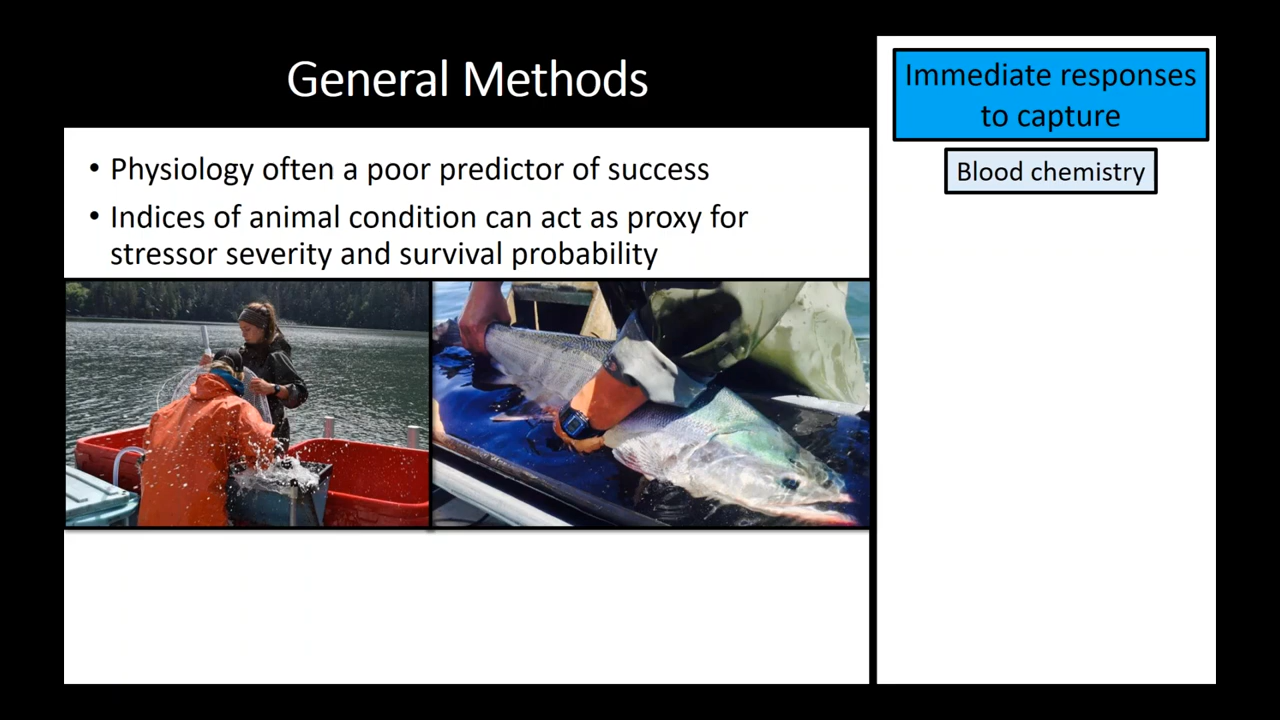 General Methods
• Physiology often a poor predictor of success
• Indices of animal condition can act as proxy for
stressor severity and survival probability
Immediate responses
to capture
Blood chemistry